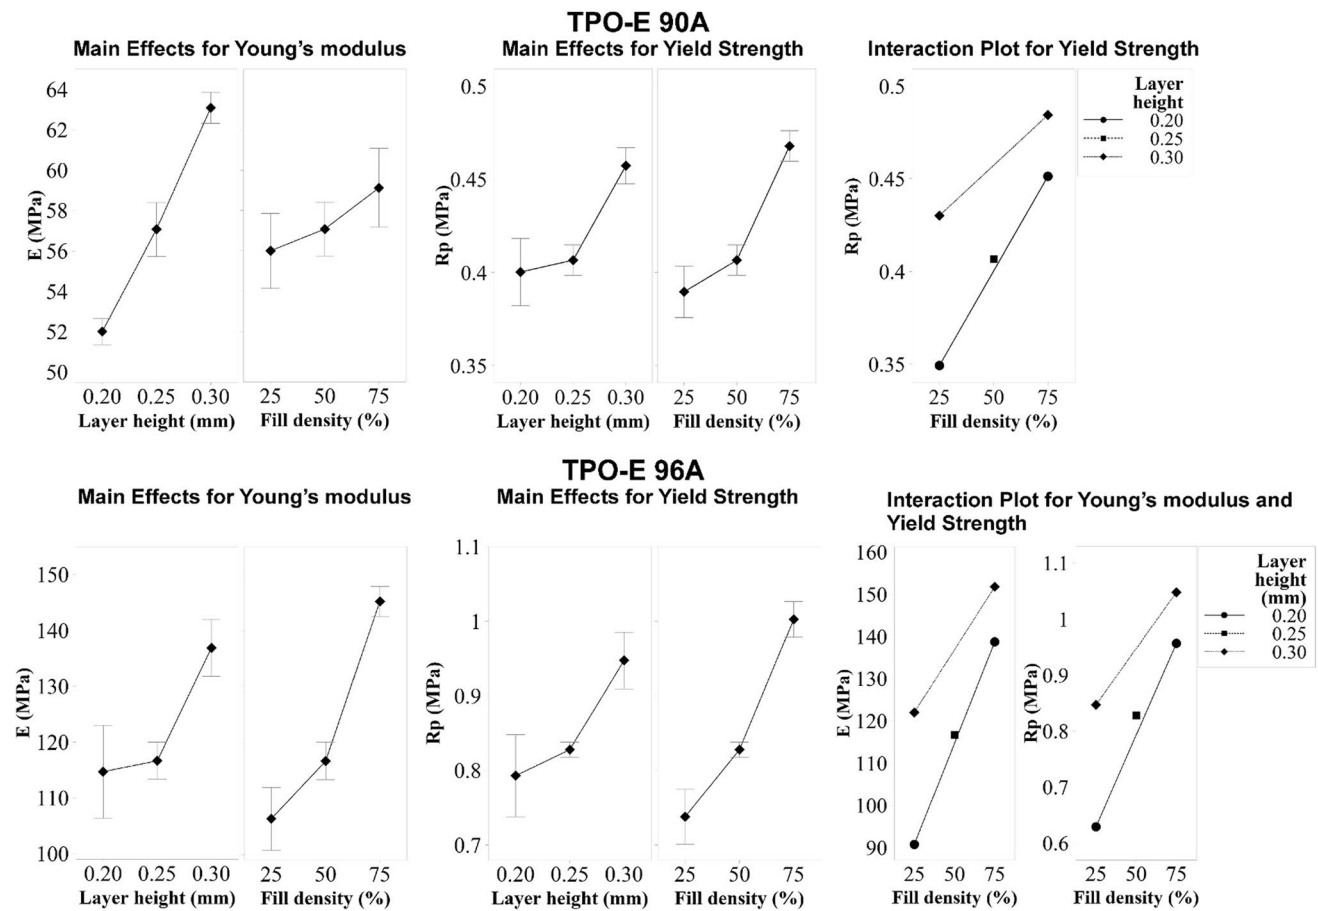 TPO-E 90A
Main Effects for Young's modulus
Main Effects for Yield Strength
Interaction Plot for Yield Strength
64
62
60
58
56
54
52
50
E (MPa)
0.20 0.25 0.30
Layer height (mm)
25 50 75
Fill density (%)
0.5
0.45
0.4
0.35
Rp (MPa)
0.20 0.25 0.30
Layer height (mm)
25 50 75
Fill density (%)
0.5
0.45
0.4
0.35
Rp (MPa)
25 50 75
Fill density (%)
Layer
height
0.20
0.25
0.30
TPO-E 96A
Main Effects for Young's modulus
Main Effects for Yield Strength
Interaction Plot for Young's modulus and
Yield Strength
150
140
130
120
110
100
E (MPa)
0.20 0.25 0.30
Layer height (mm)
25 50 75
Fill density (%)
1.1
1
0.9
0.8
0.7
Rp (MPa)
0.20 0.25 0.30
Layer height (mm)
25 50 75
Fill density (%)
160
150
140
130
120
110
100
90
E (MPa)
25 50 75
Fill density (%)
1.1
1
0.9
0.8
0.7
0.6
Rp (MPa)
25 50 75
Fill density (%)
Layer
height
(mm)
0.20
0.25
0.30